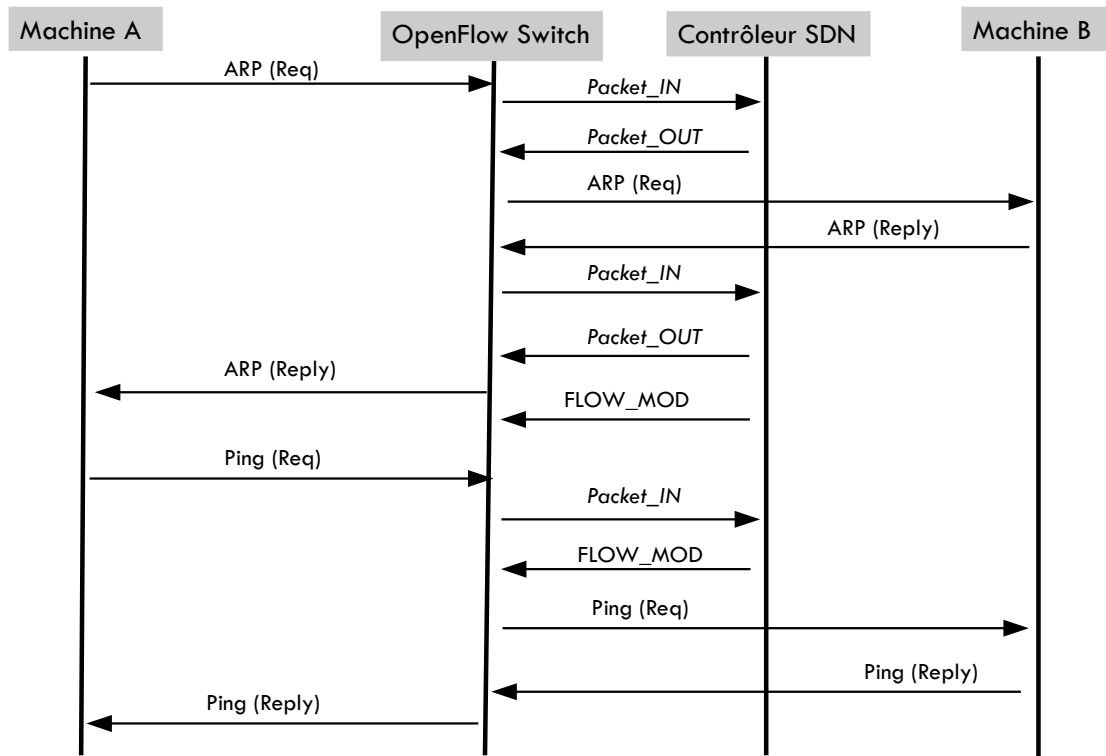 Machine A
OpenFlow Switch
Contrôleur SDN
Machine B
ARP (Req)
Packet_IN
Packet_OUT
ARP (Req)
ARP (Reply)
Packet_IN
Packet_OUT
ARP (Reply)
FLOW_MOD
Ping (Req)
Packet_IN
FLOW_MOD
Ping (Req)
Ping (Reply)
Ping (Reply)